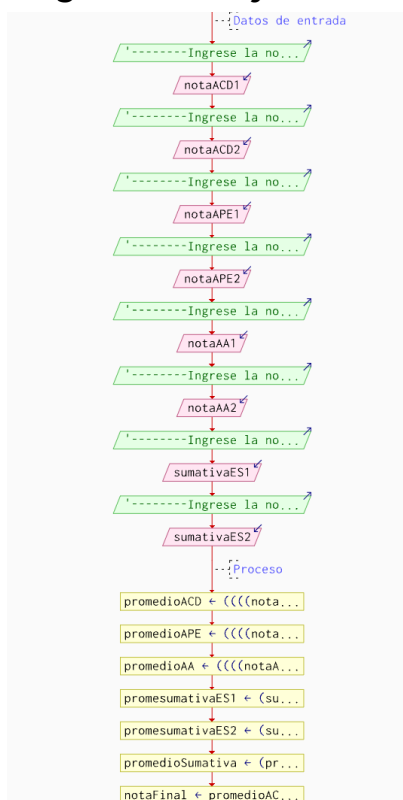 Datos de entrada
'--------Ingrese la no...
notaACD1
'--------Ingrese la no...
notaACD2
'--------Ingrese la no...
notaAPE1
'--------Ingrese la no...
notaAPE2
'--------Ingrese la no...
notaAA1
'--------Ingrese la no...
notaAA2
'--------Ingrese la no...
sumativaES1
'--------Ingrese la no...
sumativaES2
Proceso
promedioACD ← ((((nota...
promedioAPE ← ((((nota...
promedioAA ← ((((notaA...
promesumativaES1 ← (su...
promesumativaES2 ← (su...
promedioSumativa ← (pr...
notaFinal ← promedioAC...